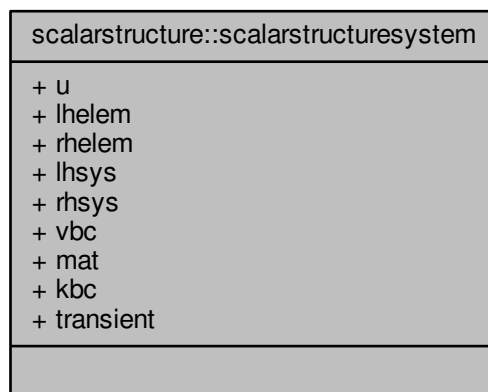 scalarstructure::scalarstructuresystem
+ u
+ lhelem
+ rhelem
+ lhsys
+ rhsys
+ vbc
+ mat
+ kbc
+ transient